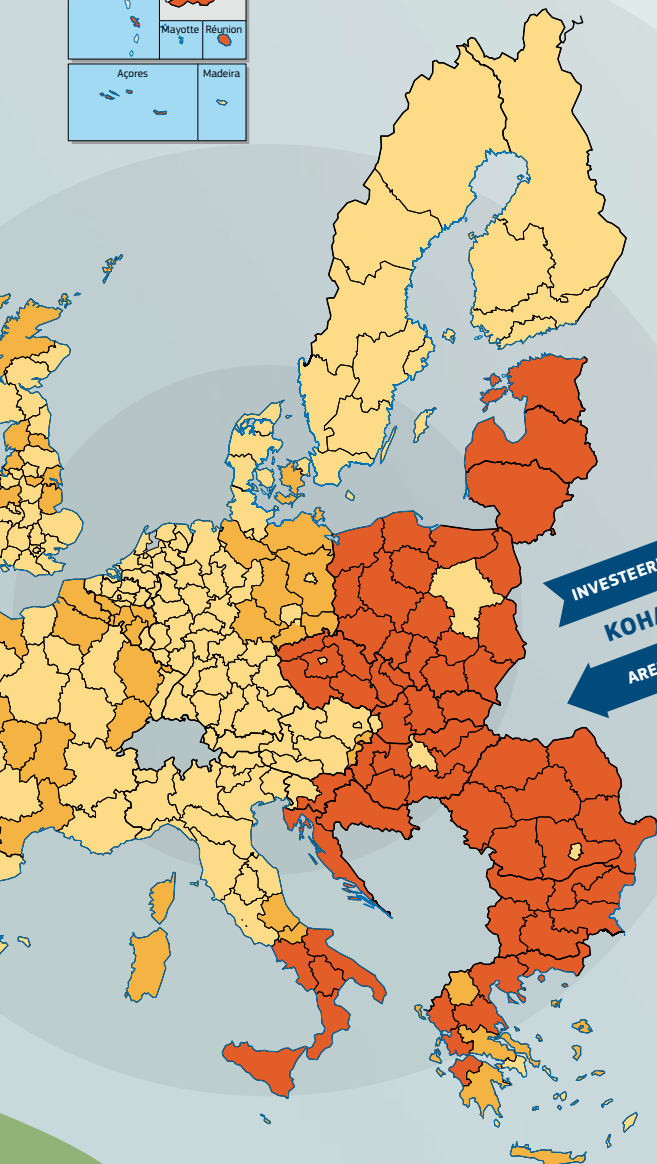 Mayotte
Réunion
Açores
Madeira
INVESTEER
KOHA
ARE